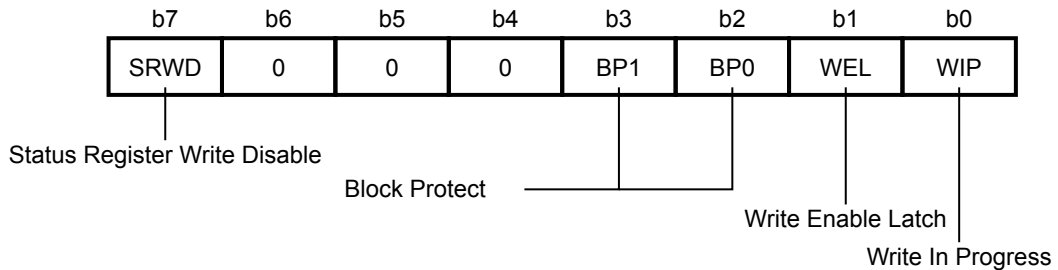 b7 b6 b5 b4 b3 b2 b1 b0
SRWD 0 0 0 BP1 BP0 WEL WIP
Status Register Write Disable
Block Protect
Write Enable Latch
Write In Progress